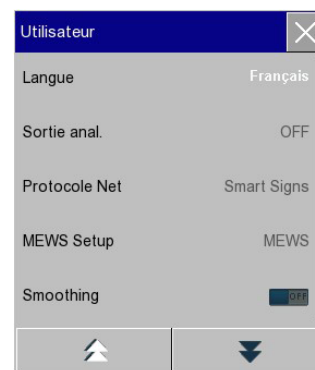 Utilisateur
Langue Français
Sortie anal. OFF
Protocole Net Smart Signs
MEWS Setup MEWS
Smoothing OFF